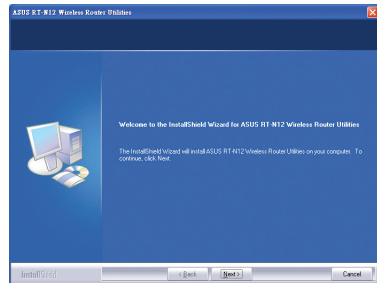 ASUS RT-N12 Wireless Router Utilities
Welcome to the InstallShield Wizard for ASUS RT-N12 Wireless Router Utilities
The InstallShield Wizard will install ASUS RT-N12 Wireless Router Utilities on your computer. To
continue, click Next.
InstallShield
< Back
Next >
Cancel